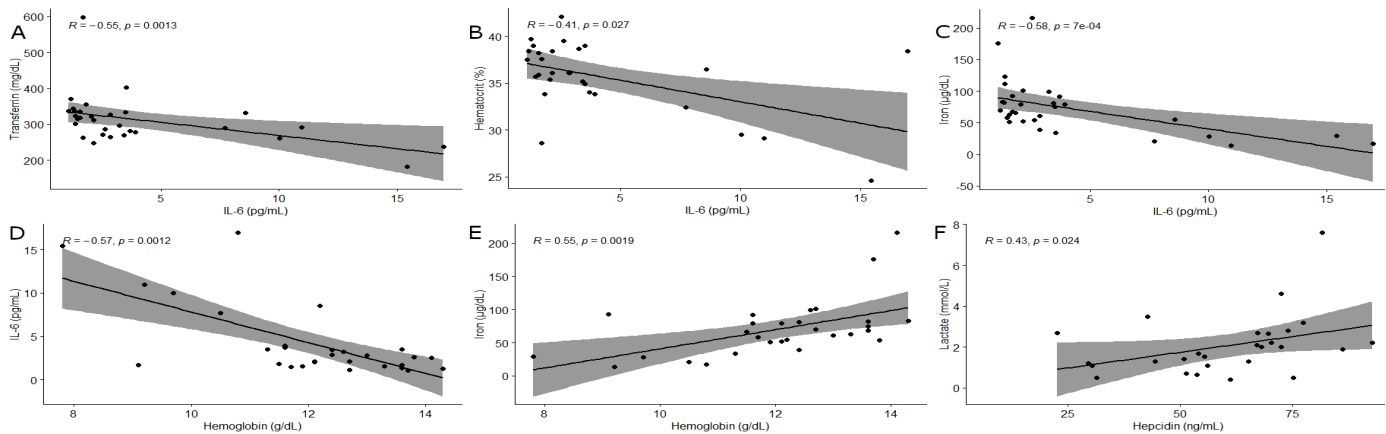 A
R = −0.55, p = 0.0013
Transferrin (mg/dL)
600
500
400
300
200
5
10
15
IL-6 (pg/mL)
B
R = −0.41, p = 0.027
Hematocrit (%)
40
35
30
25
5
10
15
IL-6 (pg/mL)
C
R = −0.58, p = 7e−04
Iron (µg/dL)
200
150
100
50
0
-50
5
10
15
IL-6 (pg/mL)
D
R = −0.57, p = 0.0012
IL-6 (pg/mL)
15
10
5
0
8
10
12
14
Hemoglobin (g/dL)
E
R = 0.55, p = 0.0019
Iron (µg/dL)
200
150
100
50
0
8
10
12
14
Hemoglobin (g/dL)
F
R = 0.43, p = 0.024
Lactate (mmol/L)
8
6
4
2
0
25
50
75
Hepcidin (ng/mL)